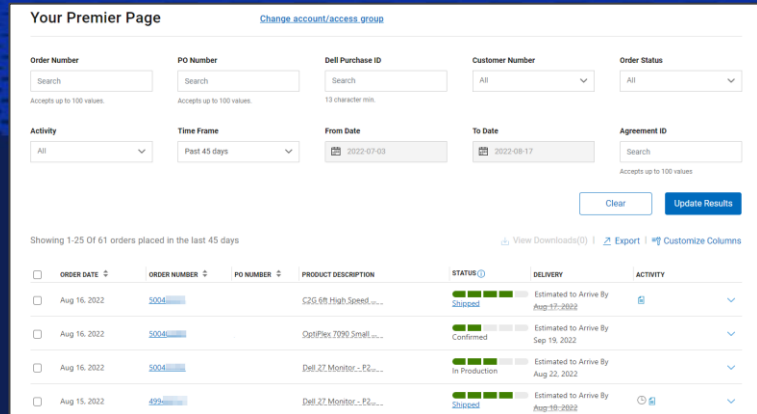 Your Premier Page Change account/access group
Order Number PO Number Dell Purchase ID Customer Number Order Status
Search Search Search All All
Accepts up to 100 values. Accepts up to 100 values. 13 character min.
Activity Time Frame From Date To Date Agreement ID
All Past 45 days 2022-07-03 2022-08-17 Search
Accepts up to 100 values
Clear Update Results
Showing 1-25 Of 61 orders placed in the last 45 days View Downloads(0) | Export | Customize Columns
ORDER DATE ORDER NUMBER PO NUMBER PRODUCT DESCRIPTION STATUS DELIVERY ACTIVITY
Aug 16, 2022 5004 C2G 6ft High Speed ... Shipped Estimated to Arrive By
Aug 17, 2022
Aug 16, 2022 5004 OptiPlex 7090 Small ... Confirmed Estimated to Arrive By
Sep 19, 2022
Aug 16, 2022 5004 Dell 27 Monitor - P2... In Production Estimated to Arrive By
Aug 22, 2022
Aug 15, 2022 499 Dell 27 Monitor - P2... Shipped Estimated to Arrive By
Aug 18, 2022